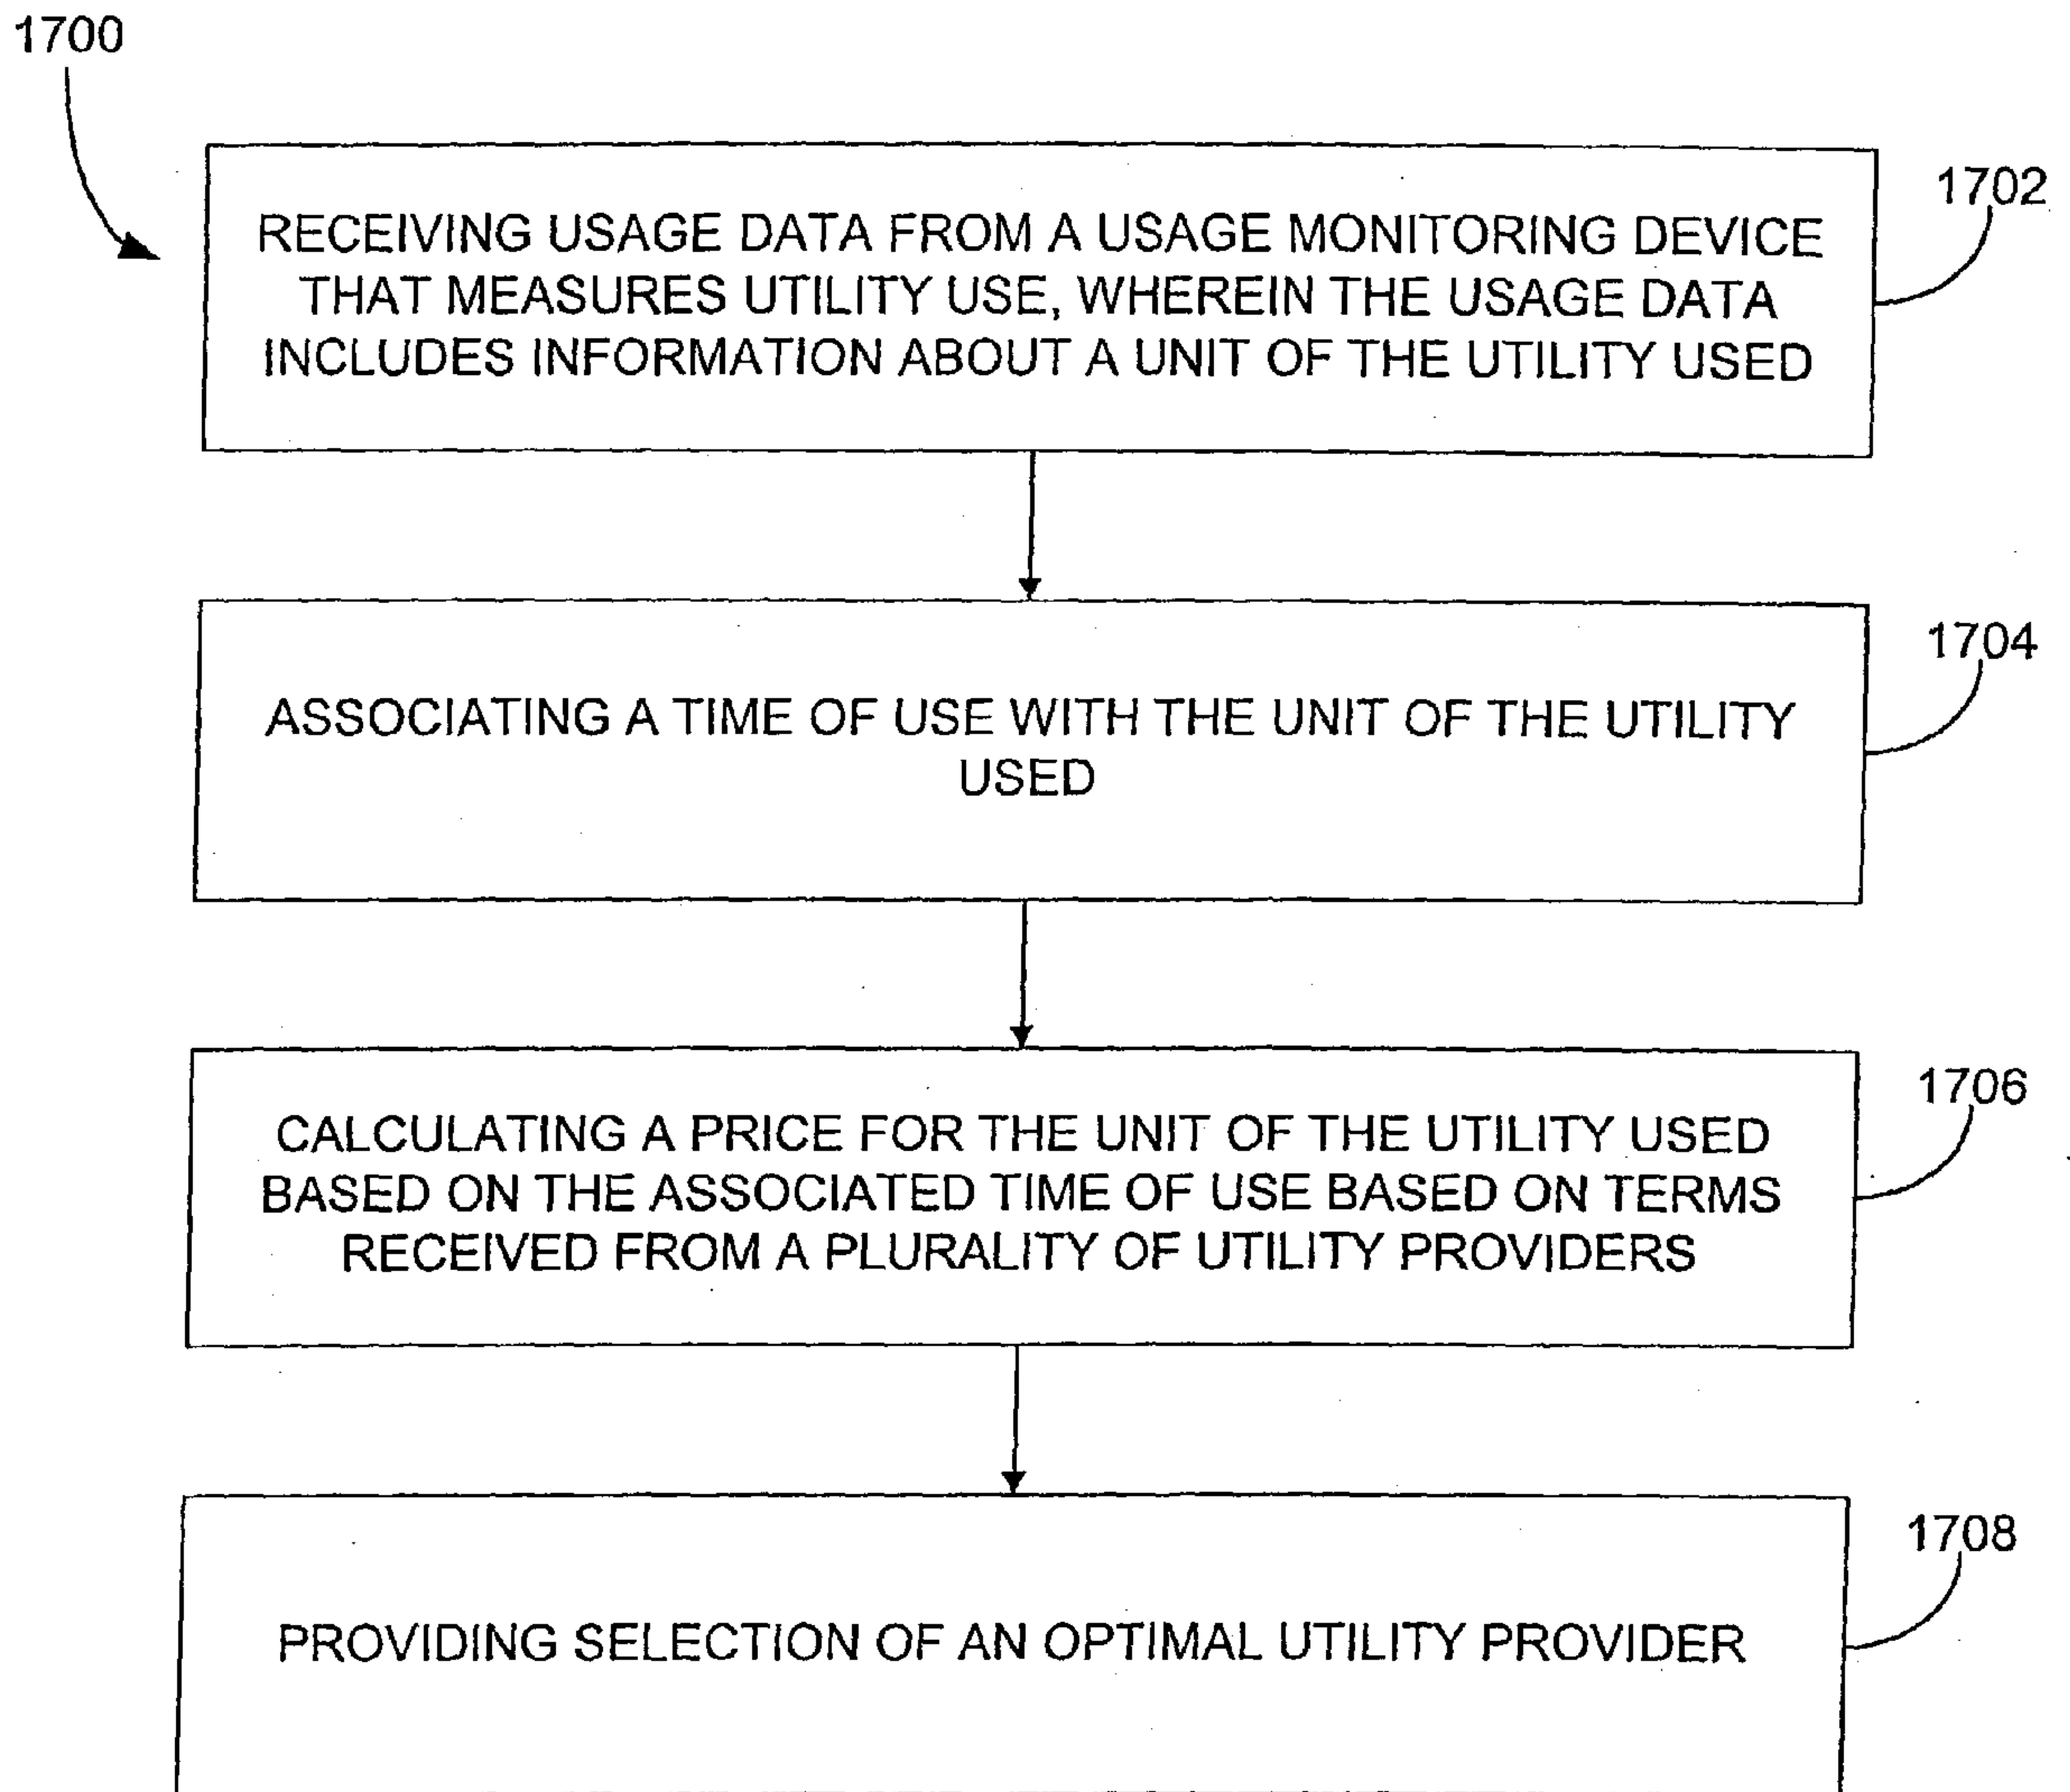 1700
1702
RECEIVING USAGE DATA FROM A USAGE MONITORING DEVICE
THAT MEASURES UTILITY USE, WHEREIN THE USAGE DATA
INCLUDES INFORMATION ABOUT A UNIT OF THE UTILITY USED
1704
ASSOCIATING A TIME OF USE WITH THE UNIT OF THE UTILITY
USED
1706
CALCULATING A PRICE FOR THE UNIT OF THE UTILITY USED
BASED ON THE ASSOCIATED TIME OF USE BASED ON TERMS
RECEIVED FROM A PLURALITY OF UTILITY PROVIDERS
1708
PROVIDING SELECTION OF AN OPTIMAL UTILITY PROVIDER